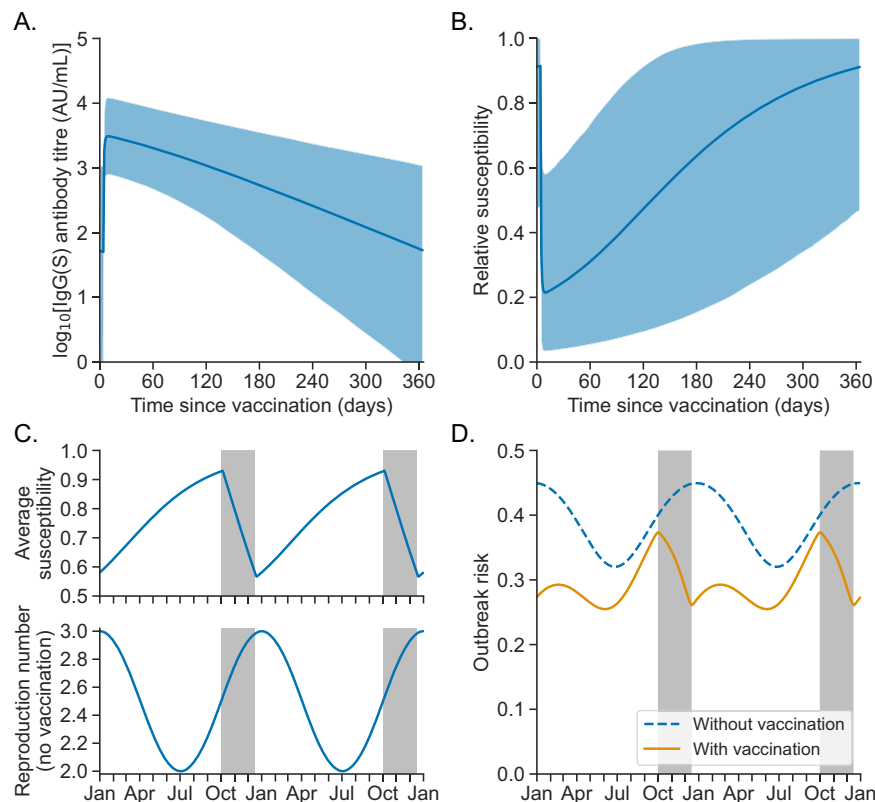 A.
log10[IgG(S) antibody titre (AU/mL)]
5
4
3
2
1
0
0 60 120 180 240 300 360
Time since vaccination (days)
B.
Relative susceptibility
1.0
0.8
0.6
0.4
0.2
0.0
0 60 120 180 240 300 360
Time since vaccination (days)
C.
Average
susceptibility
1.0
0.9
0.8
0.7
0.6
0.5
Reproduction number
(no vaccination)
3.0
2.8
2.6
2.4
2.2
2.0
Jan Apr Jul Oct Jan Apr Jul Oct Jan
D.
Outbreak risk
0.5
0.4
0.3
0.2
0.1
0.0
Without vaccination
With vaccination
Jan Apr Jul Oct Jan Apr Jul Oct Jan